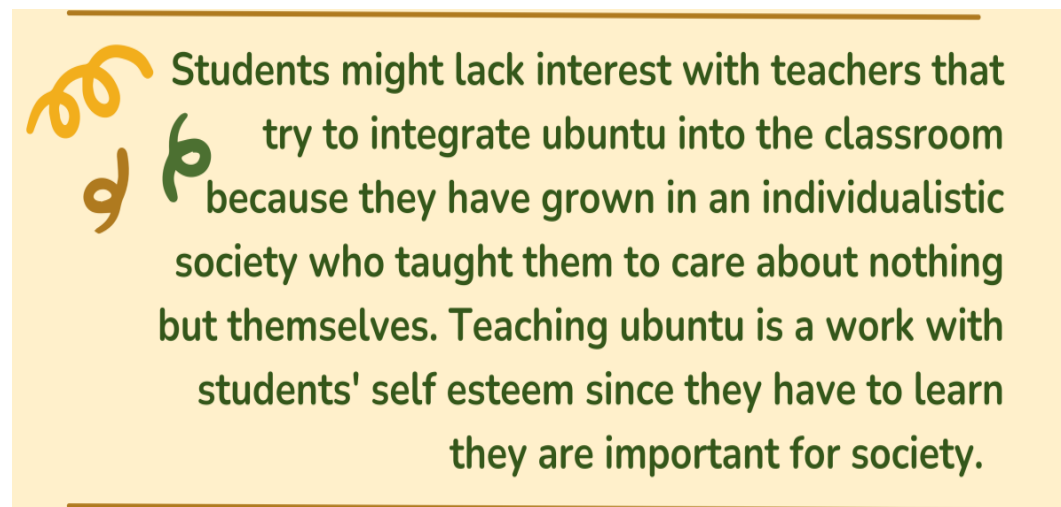 Students might lack interest with teachers that
try to integrate ubuntu into the classroom
because they have grown in an individualistic
society who taught them to care about nothing
but themselves. Teaching ubuntu is a work with
students' self esteem since they have to learn
they are important for society.